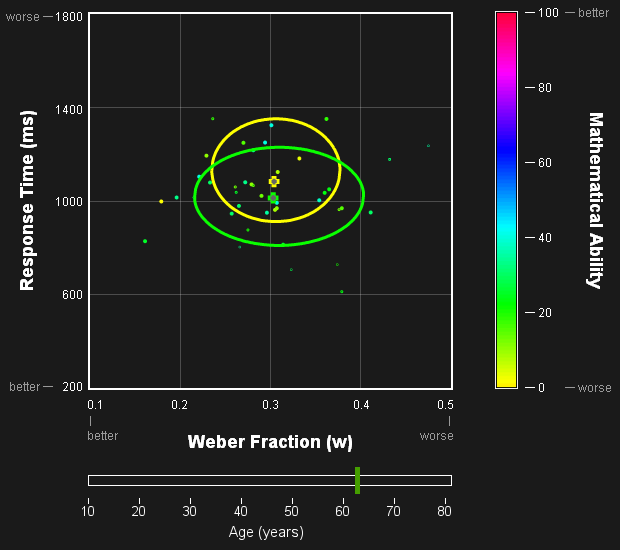 worse
1800
1400
1000
600
better
200
Response Time (ms)
0.1
0.2
0.3
0.4
0.5
better
worse
Weber Fraction (w)
100
better
80
60
40
20
0
worse
Mathematical Ability
10
20
30
40
50
60
70
80
Age (years)